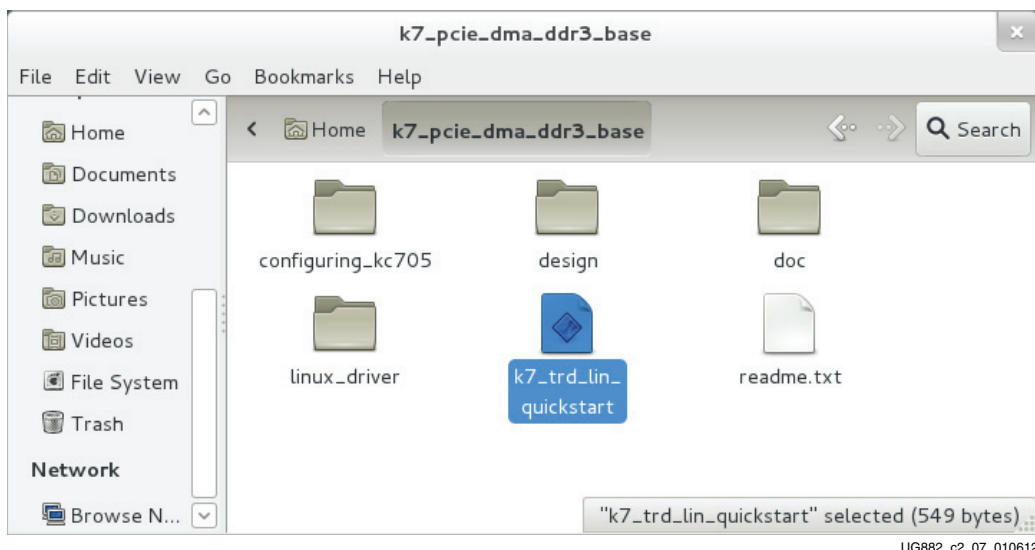 k7_pcie_dma_ddr3_base
File Edit View Go Bookmarks Help
Home
Documents
Downloads
Music
Pictures
Videos
File System
Trash
Network
Browse N...
Home k7_pcie_dma_ddr3_base
Search
configuring_kc705
design
doc
linux_driver
k7_trd_lin_
quickstart
readme.txt
"k7_trd_lin_quickstart" selected (549 bytes)
UG882_c2_07_010612